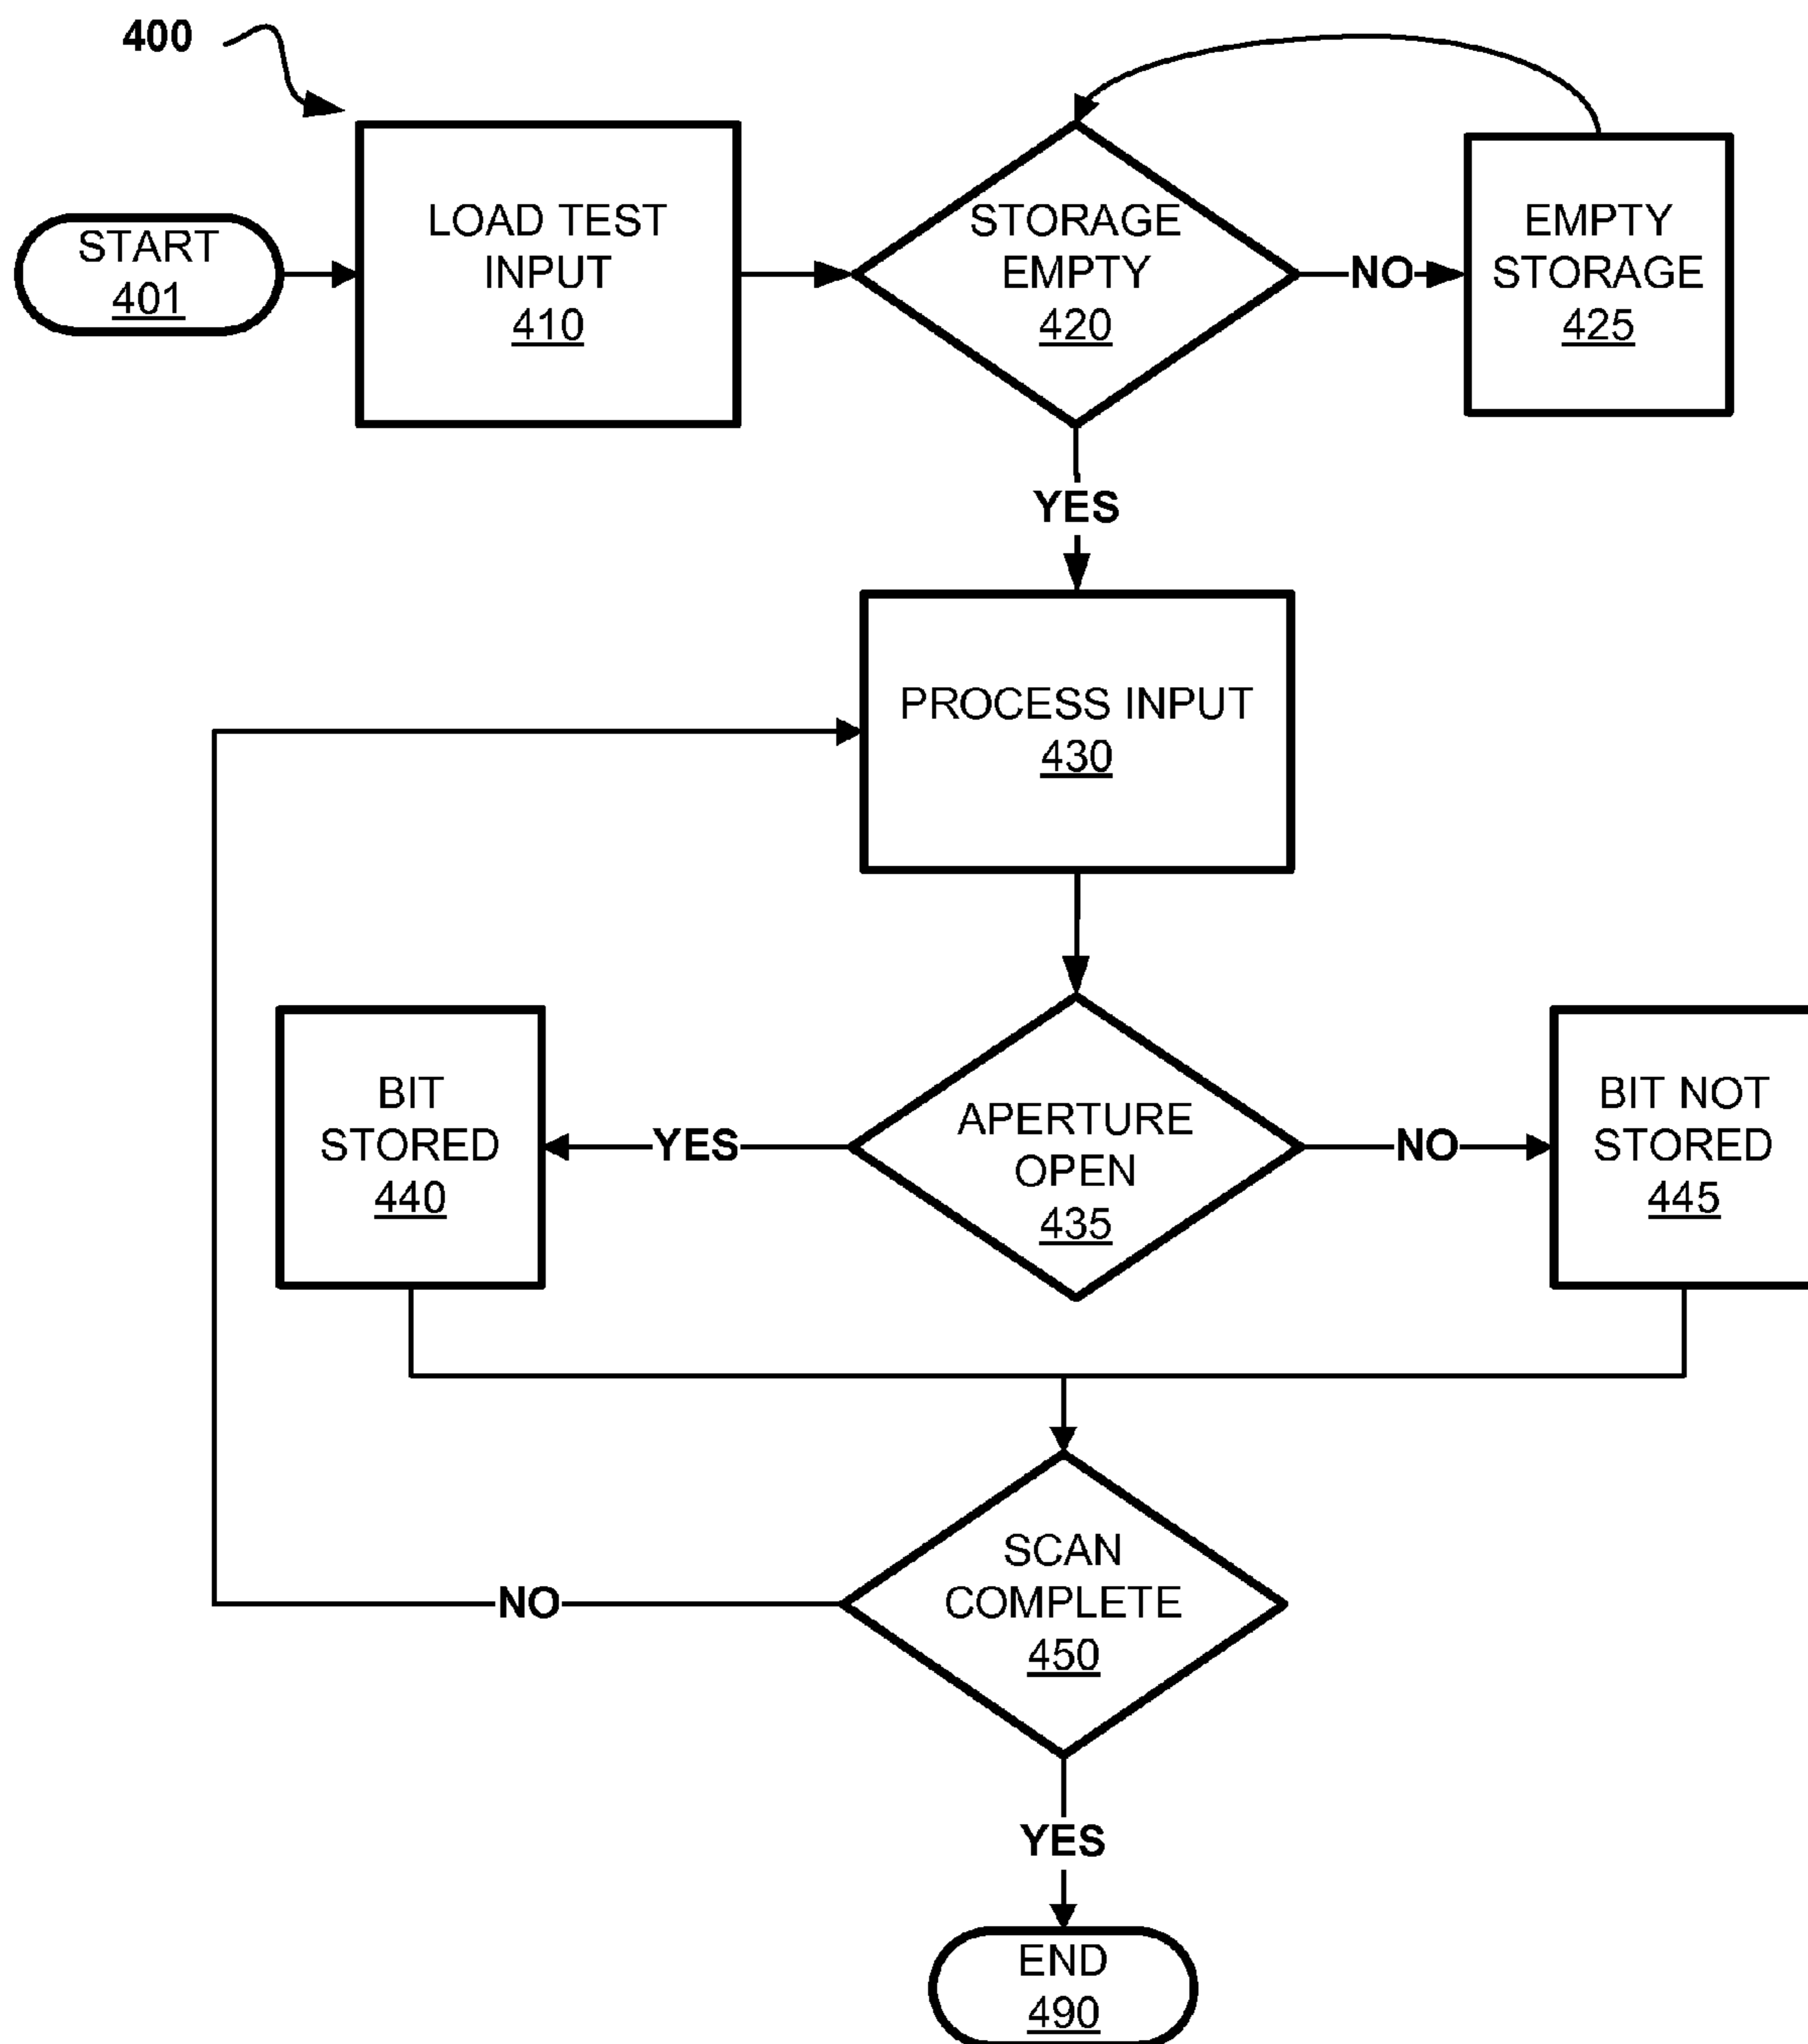 400
START
401
LOAD TEST
INPUT
410
STORAGE
EMPTY
420
NO
EMPTY
STORAGE
425
YES
PROCESS INPUT
430
APERTURE
OPEN
435
YES
BIT
STORED
440
NO
BIT NOT
STORED
445
SCAN
COMPLETE
450
NO
YES
END
490